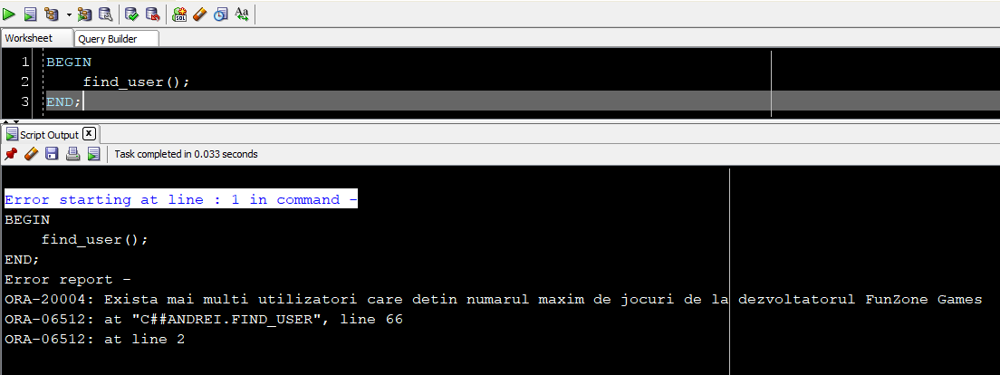 Worksheet Query Builder
1 BEGIN
2 find_user();
3 END;
Script Output x
Task completed in 0.033 seconds
Error starting at line : 1 in command -
BEGIN
    find_user();
END;
Error report -
ORA-20004: Exista mai multi utilizatori care detin numarul maxim de jocuri de la dezvoltatorul FunZone Games
ORA-06512: at "C##ANDREI.FIND_USER", line 66
ORA-06512: at line 2